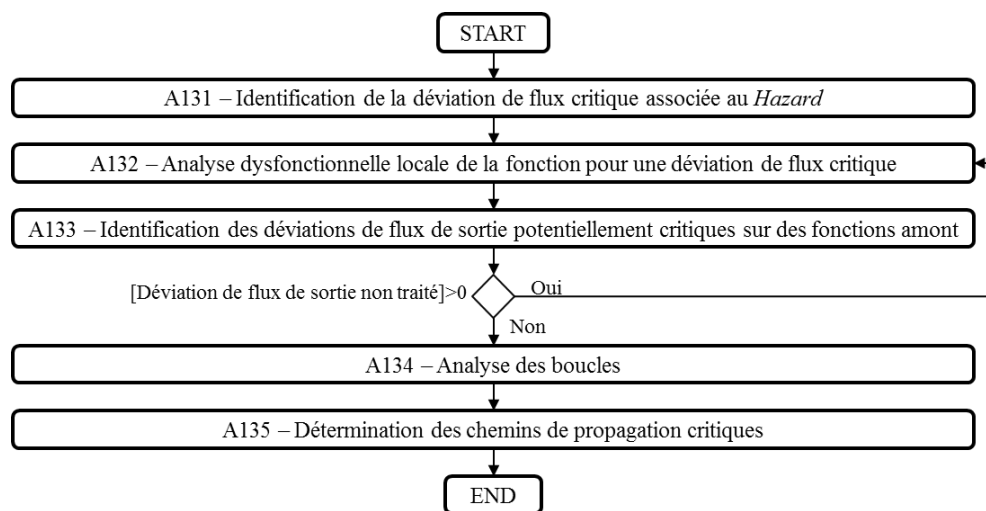 START
A131 – Identification de la déviation de flux critique associée au Hazard
A132 – Analyse dysfonctionnelle locale de la fonction pour une déviation de flux critique
A133 – Identification des déviations de flux de sortie potentiellement critiques sur des fonctions amont
[Déviation de flux de sortie non traité]>0
Oui
Non
A134 – Analyse des boucles
A135 – Détermination des chemins de propagation critiques
END